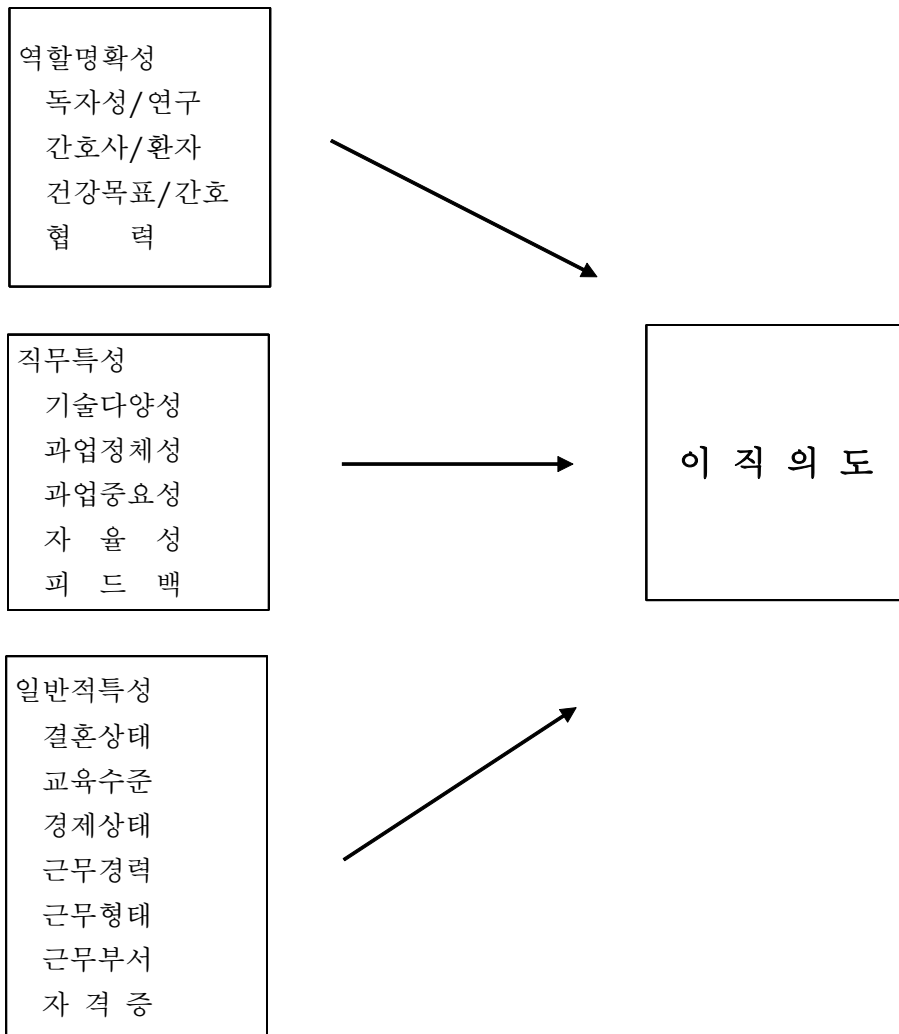 역할명확성
독자성/연구
간호사/환자
건강목표/간호
협 력
직무특성
기술다양성
과업정체성
과업중요성
자 율 성
피 드 백
이 직 의 도
일반적특성
결혼상태
교육수준
경제상태
근무경력
근무형태
근무부서
자 격 증